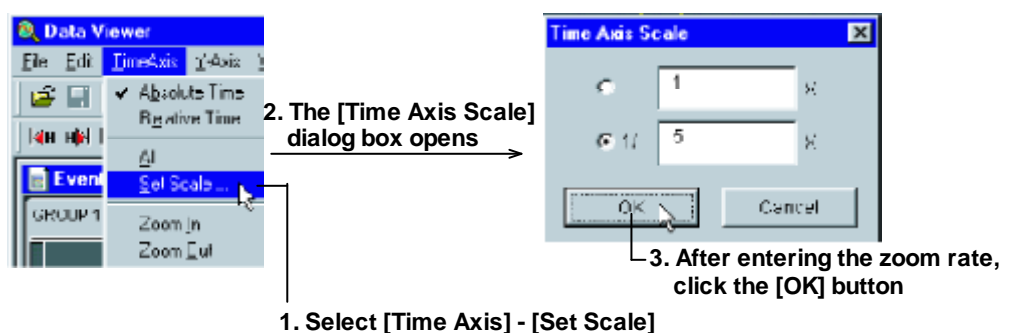 Data Viewer
File Edit TimeAxis Y-Axis
Absolute Time
Relative Time
All
Set Scale ...
Zoom In
Zoom Out
Event
GROUP 1
2. The [Time Axis Scale]
dialog box opens
Time Axis Scale
1 X
1/ 5 X
OK Cancel
3. After entering the zoom rate,
click the [OK] button
1. Select [Time Axis] - [Set Scale]